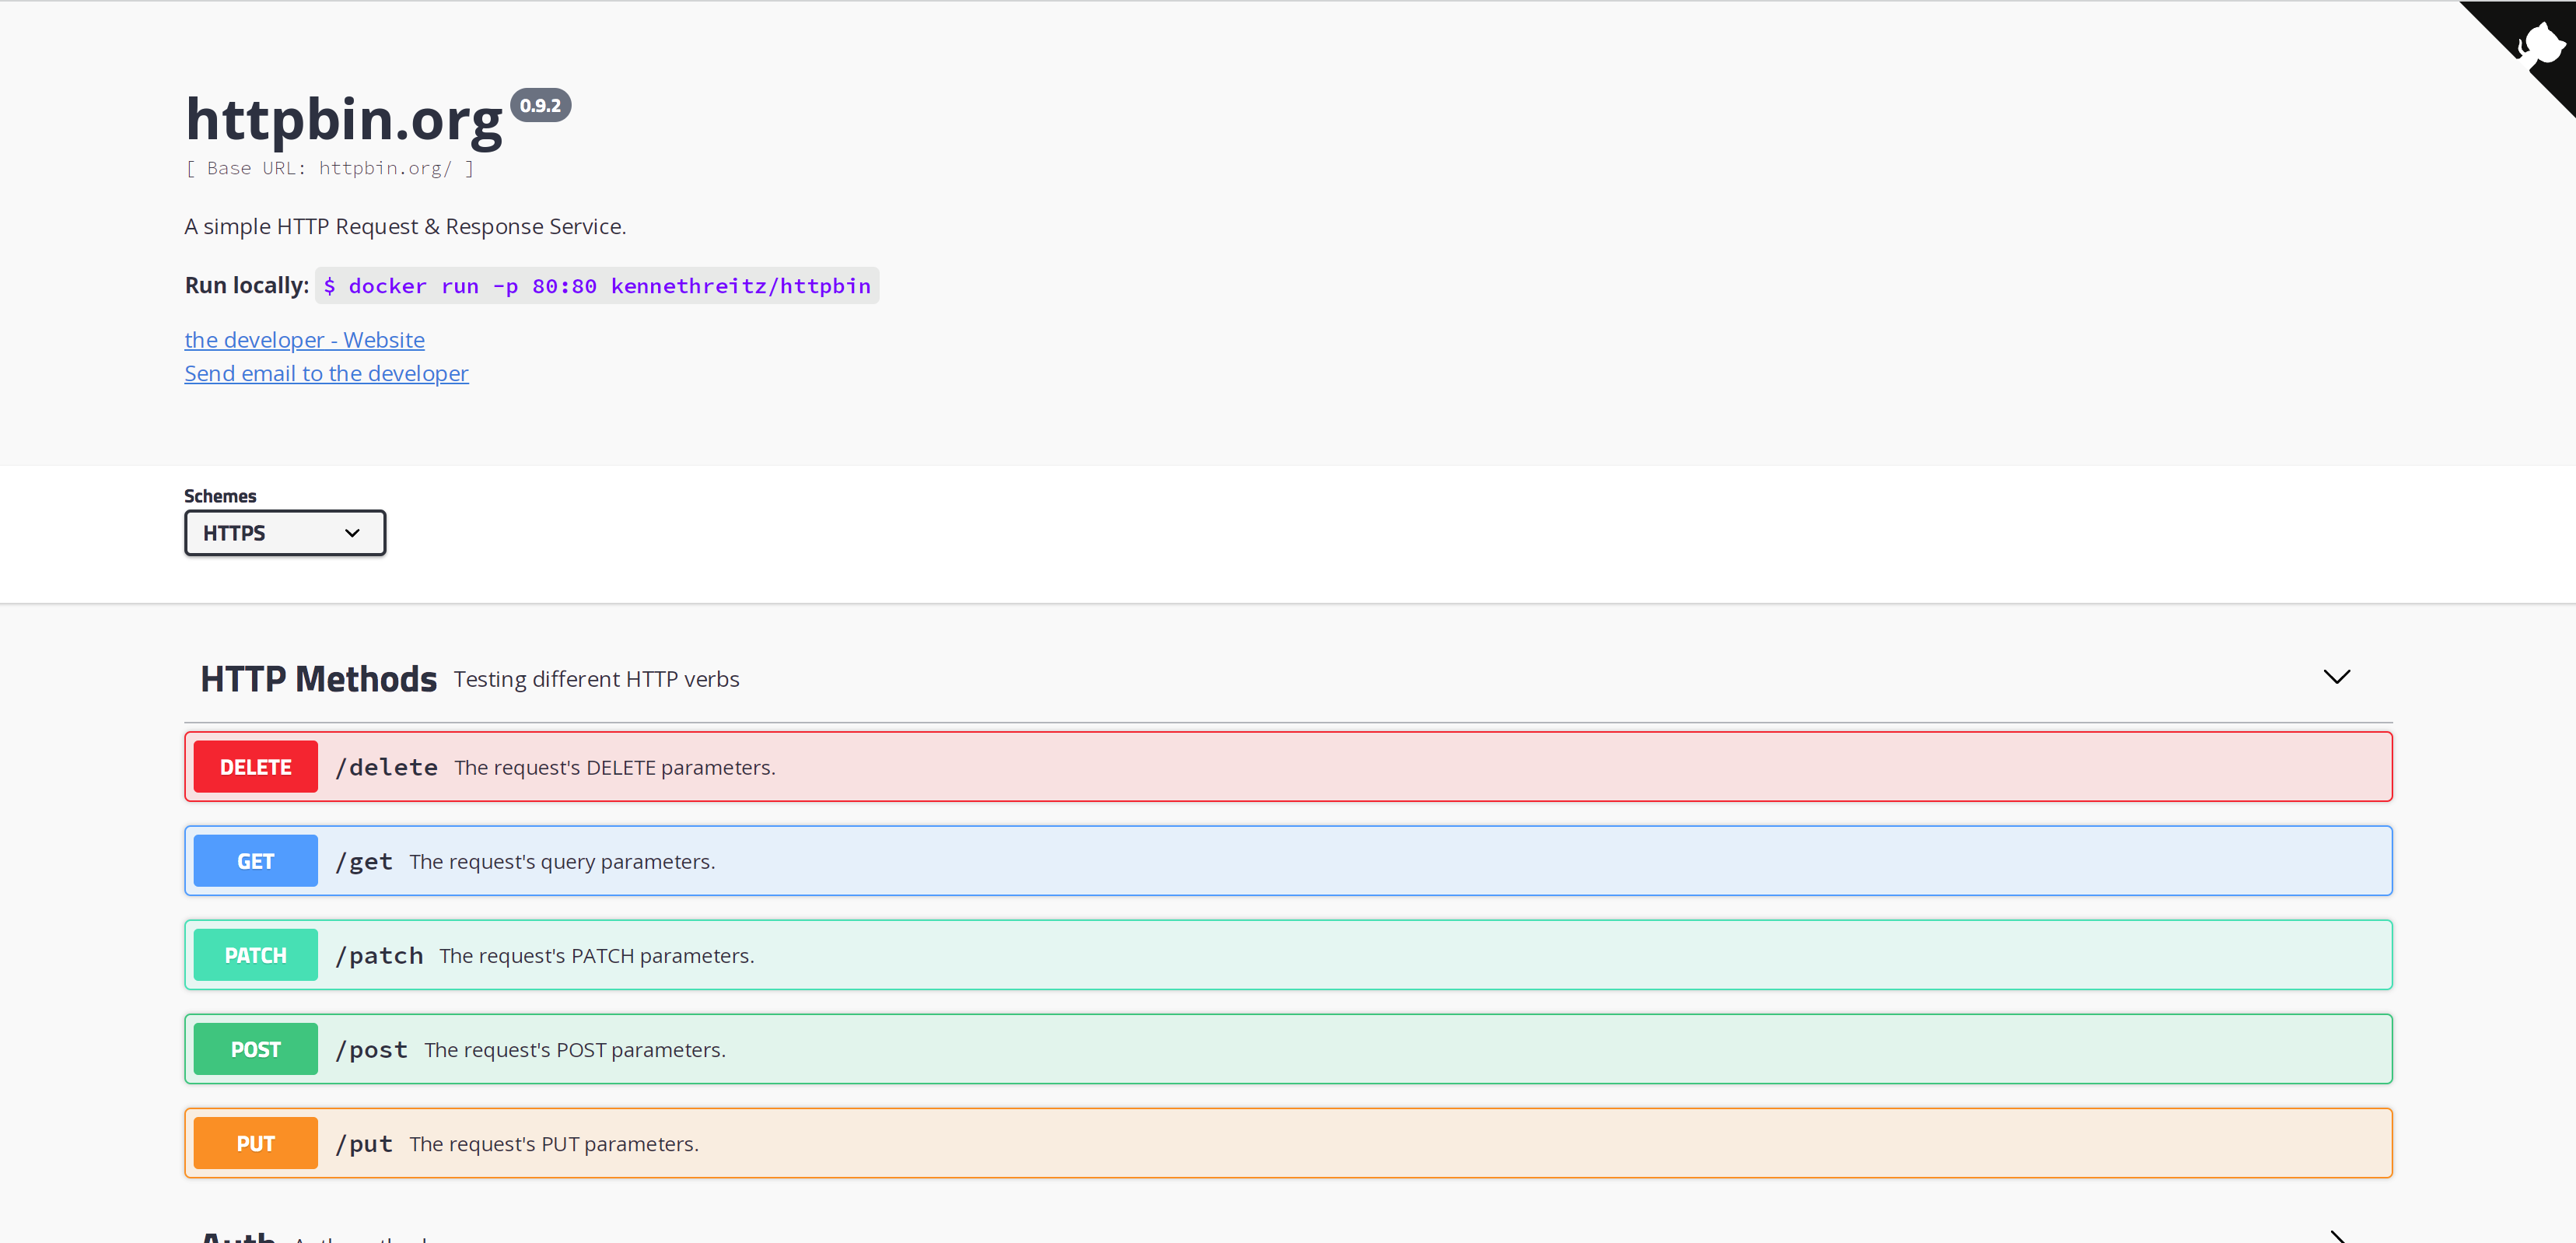 httpbin.org 0.9.2
[ Base URL: httpbin.org/ ]
A simple HTTP Request & Response Service.
Run locally: $ docker run -p 80:80 kennethreitz/httpbin
the developer - Website
Send email to the developer
Schemes
HTTPS
HTTP Methods Testing different HTTP verbs
DELETE /delete The request's DELETE parameters.
GET /get The request's query parameters.
PATCH /patch The request's PATCH parameters.
POST /post The request's POST parameters.
PUT /put The request's PUT parameters.
Auth